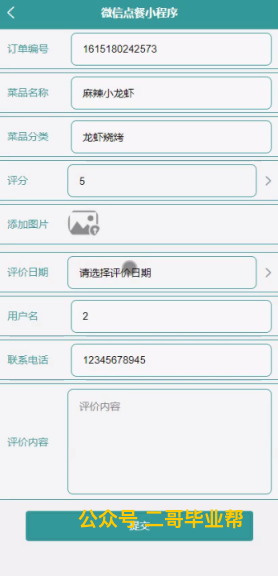 微信点餐小程序
订单编号 1615180242573
菜品名称 麻辣小龙虾
菜品分类 龙虾烧烤
评分 5
添加图片
评价日期 请选择评价日期
用户名 2
联系电话 12345678945
评价内容 评价内容
提交
公众号 二哥毕业帮